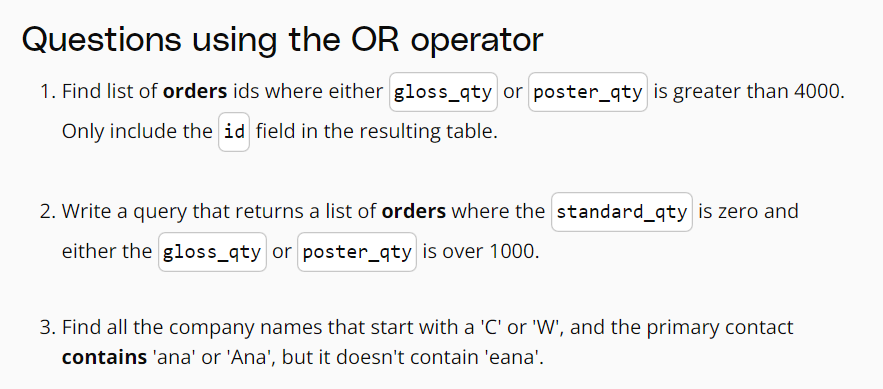 Questions using the OR operator
1. Find list of orders ids where either gloss_qty or poster_qty is greater than 4000.
Only include the id field in the resulting table.
2. Write a query that returns a list of orders where the standard_qty is zero and
either the gloss_qty or poster_qty is over 1000.
3. Find all the company names that start with a 'C' or 'W', and the primary contact
contains 'ana' or 'Ana', but it doesn't contain 'eana'.